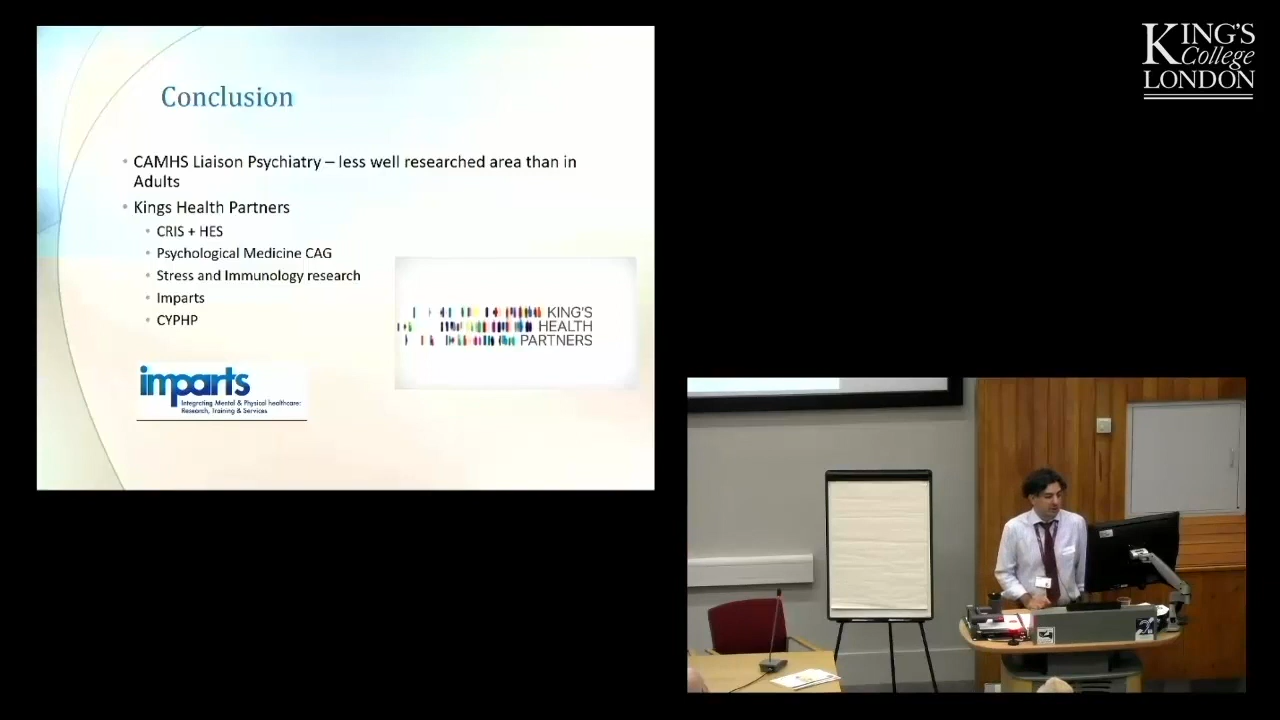 Conclusion
CAMHS Liaison Psychiatry – less well researched area than in
Adults
Kings Health Partners
CRIS + HES
Psychological Medicine CAG
Stress and Immunology research
Imparts
CYPHP
KING'S
HEALTH
PARTNERS
imparts
Integrating Mental & Physical healthcare:
Research, Training & Services
KING'S
College
LONDON